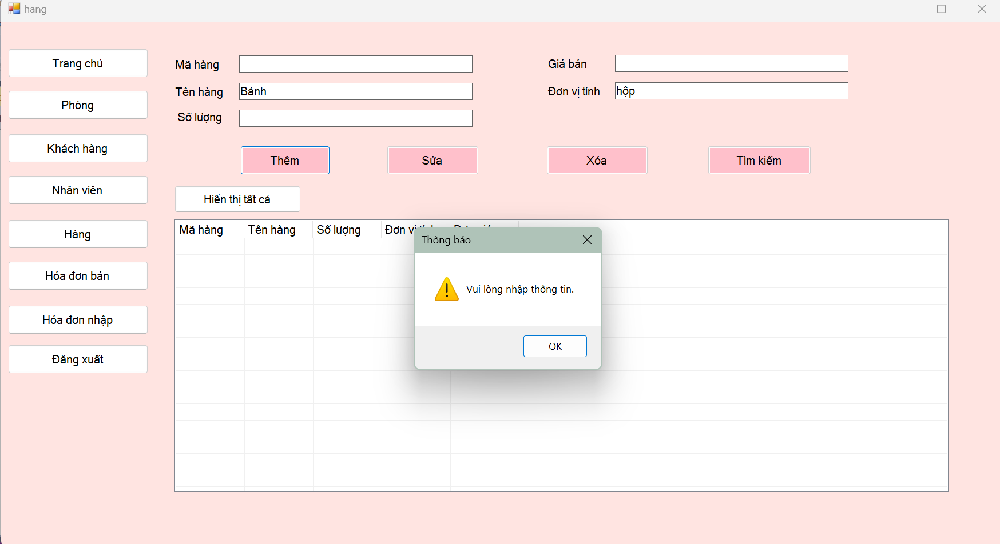 hang
Trang chủ
Phòng
Khách hàng
Nhân viên
Hàng
Hóa đơn bán
Hóa đơn nhập
Đăng xuất
Mã hàng
Giá bán
Tên hàng Bánh
Đơn vị tính hộp
Số lượng
Thêm Sửa Xóa Tìm kiếm
Hiển thị tất cả
Mã hàng Tên hàng Số lượng Đơn vị
Thông báo
Vui lòng nhập thông tin.
OK